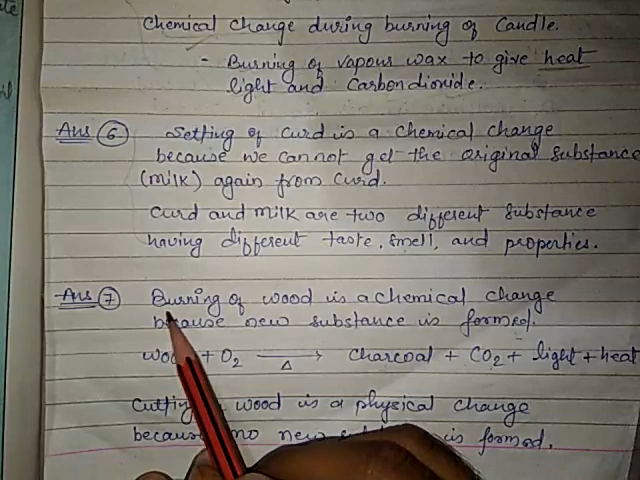 Chemical change during burning of Candle.
- Burning of vapours wax to give heat
light and Carbondioxide.
Ans 6 Setting of curd is a chemical change
because we cannot get the original substance
(milk) again from curd.
Curd and milk are two different substance
having different taste, smell, and properties.
Ans 7 Burning of wood is a chemical change
because new substance is formed.
+ O₂ —Δ→ Charcoal + CO₂ + light + heat
Cutting wood is a physical change
because no new is formed.